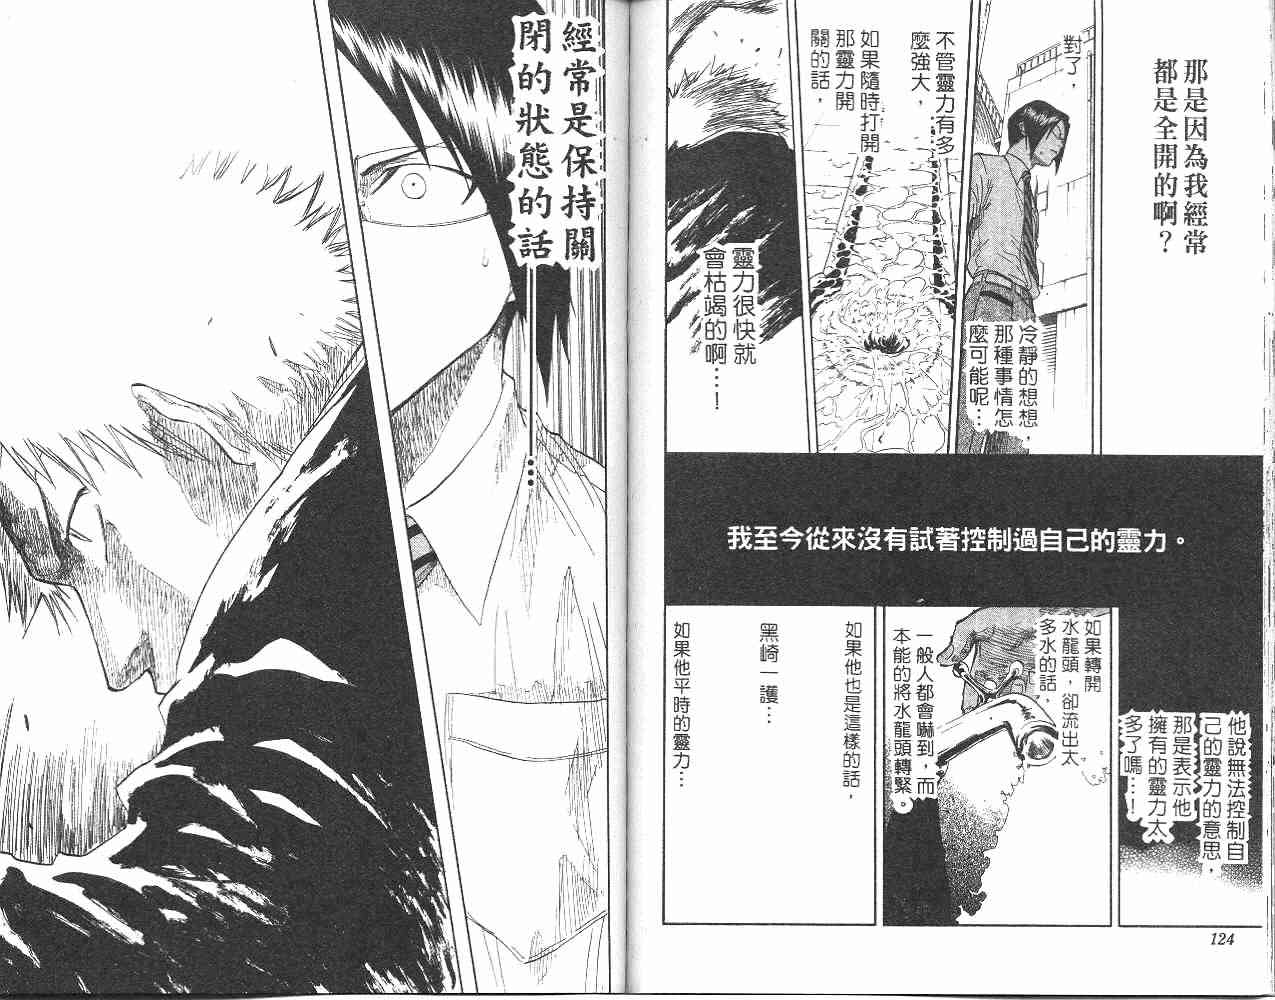 那是因為我經常
都是全開的啊？
對了，
冷靜的想想，
那種事情怎
麼可能呢…
不管靈力有多
麼強大，
如果隨時打開
那靈力開
關的話，
靈力很快就
會枯竭的啊…！
我至今從來沒有試著控制過自己的靈力。
他說無法控制自
己的靈力的意思，
那是表示他
擁有的靈力太
多了嗎…！
如果轉開
水龍頭，卻流出太
多水的話，
一般人都會嚇到，而
本能的將水龍頭轉緊。
如果他也是這樣的話，
黑崎一護…
如果他平時的靈力…
124
經常是保持關
閉的狀態的話……